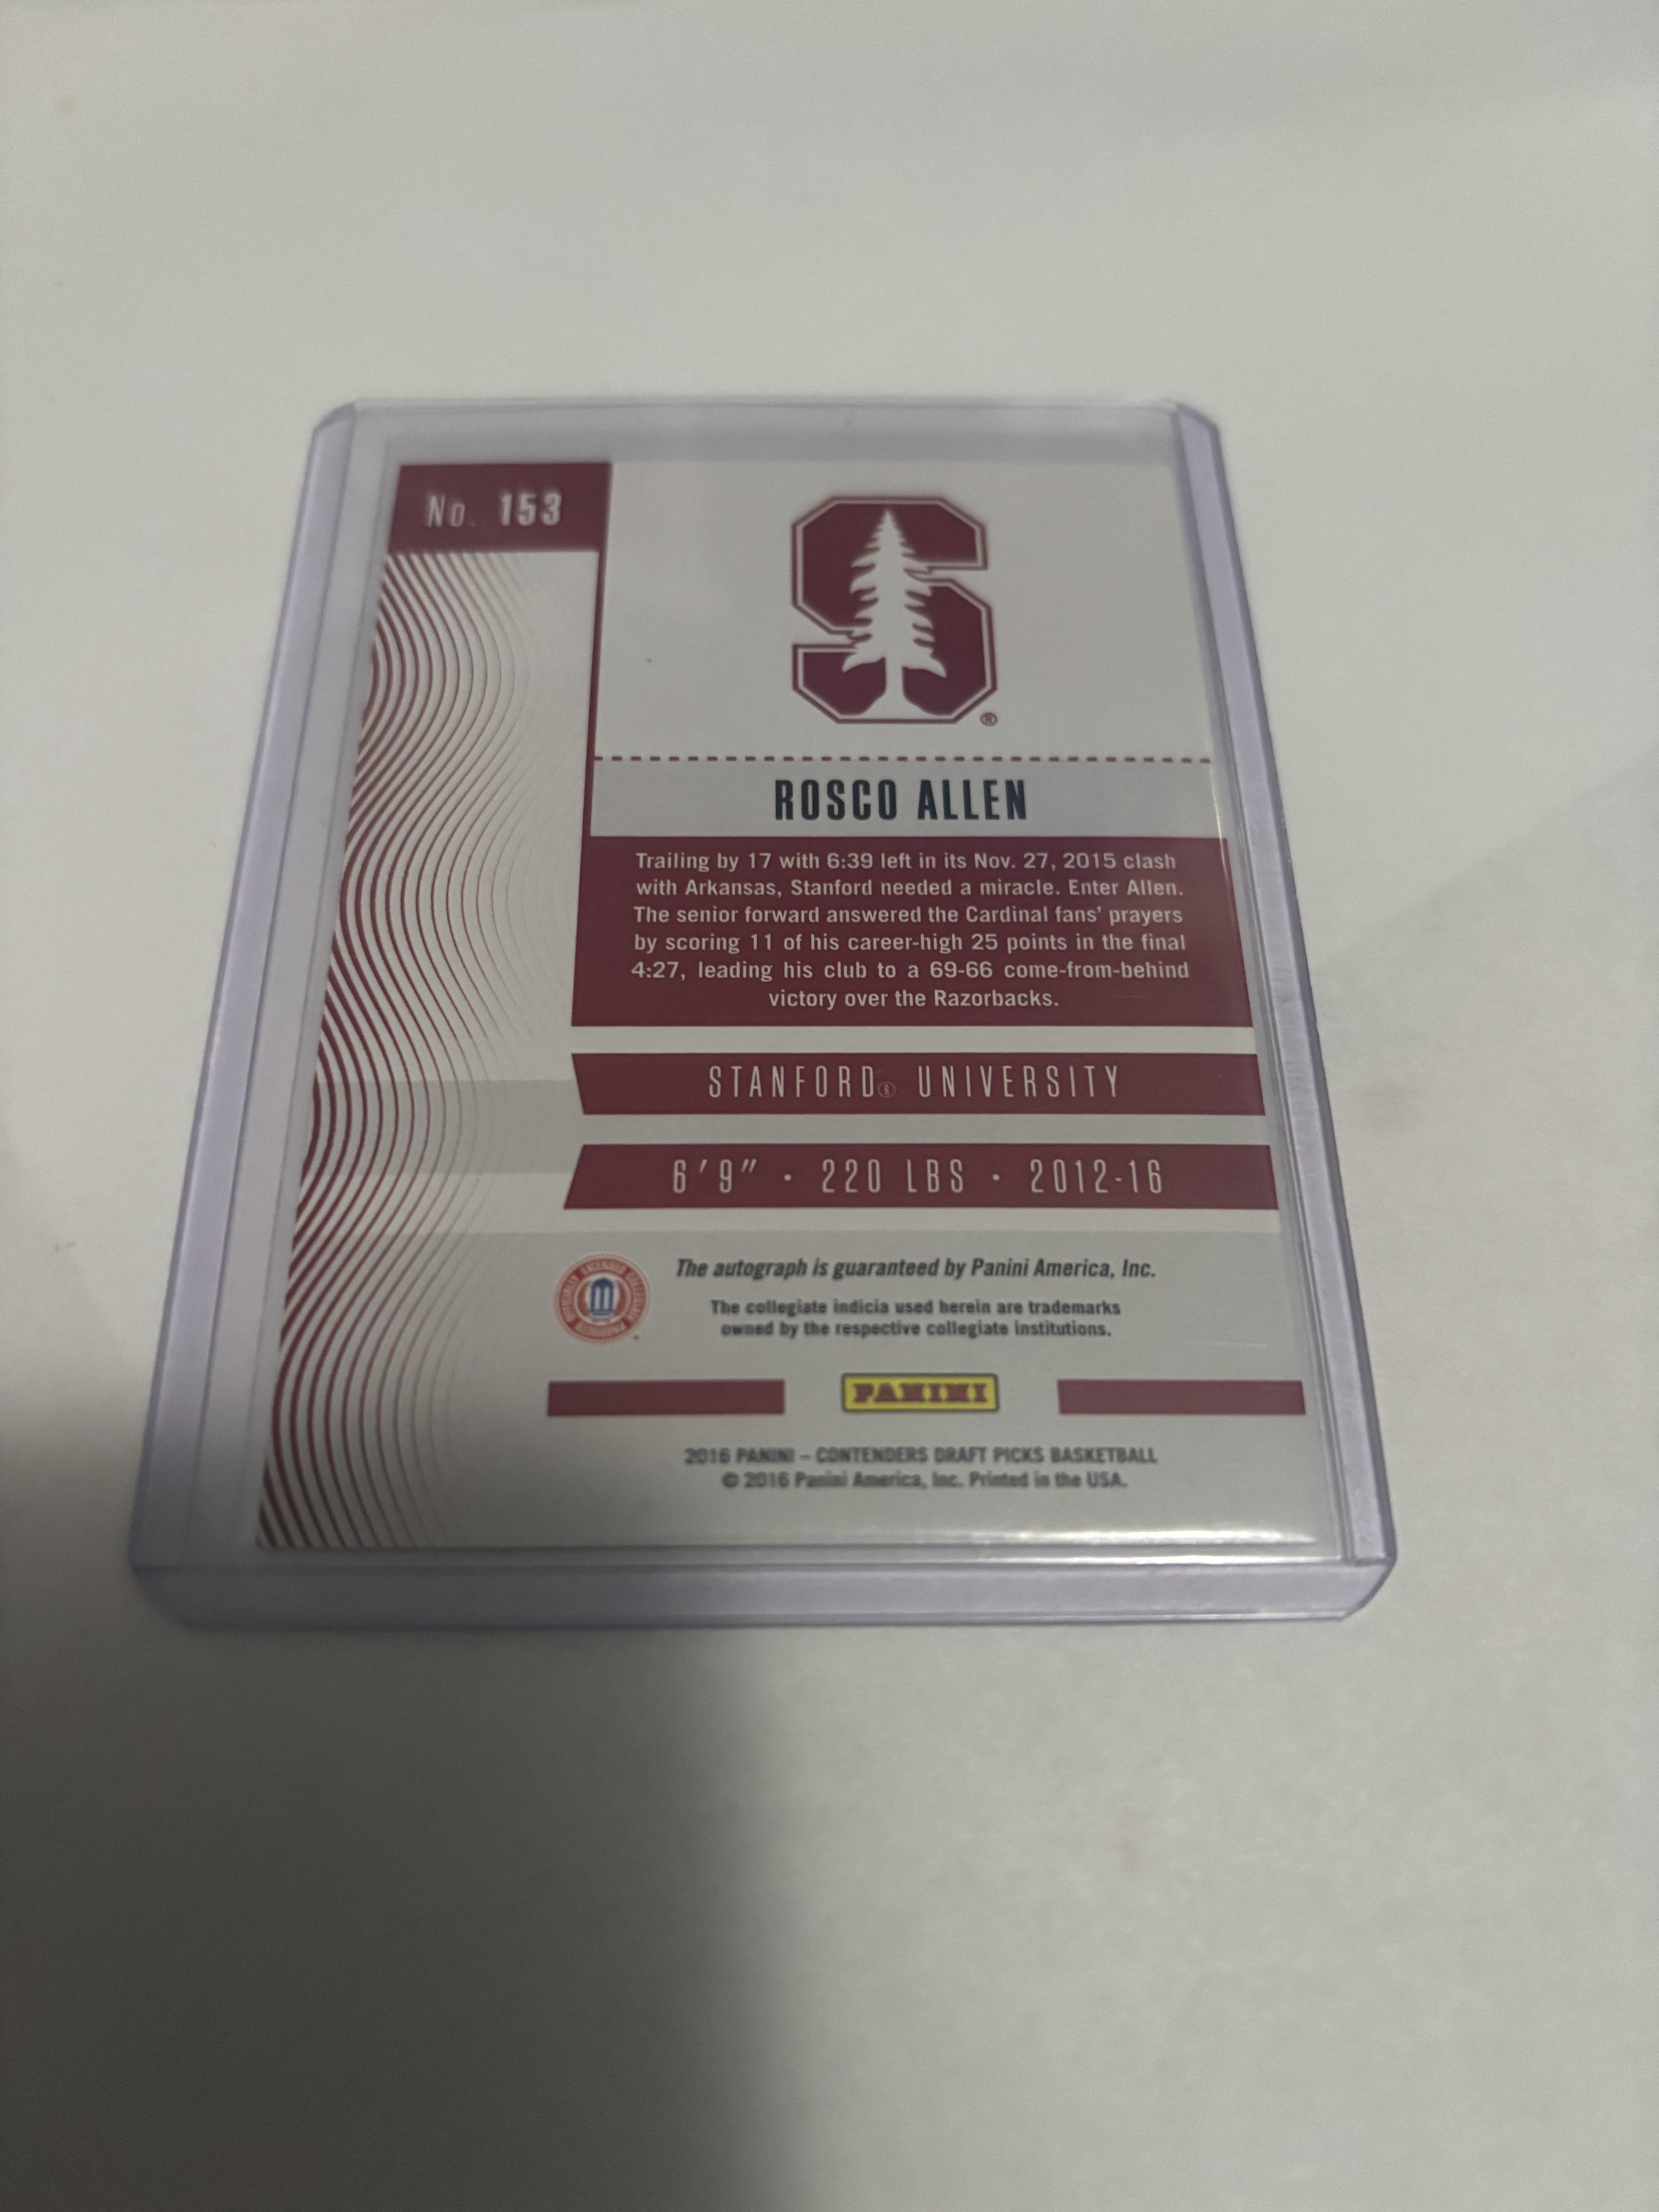 No. 153
ROSCO ALLEN
Trailing by 17 with 6:39 left in its Nov. 27, 2015 clash
with Arkansas, Stanford needed a miracle. Enter Allen.
The senior forward answered the Cardinal fans' prayers
by scoring 11 of his career-high 25 points in the final
4:27, leading his club to a 69-66 come-from-behind
victory over the Razorbacks.
STANFORD® UNIVERSITY
6'9" · 220 LBS · 2012-16
The autograph is guaranteed by Panini America, Inc.
The collegiate indicia used herein are trademarks
owned by the respective collegiate institutions.
OFFICIALLY LICENSED COLLEGIATE PRODUCTS
PANINI
2016 PANINI – CONTENDERS DRAFT PICKS BASKETBALL
© 2016 Panini America, Inc. Printed in the USA.